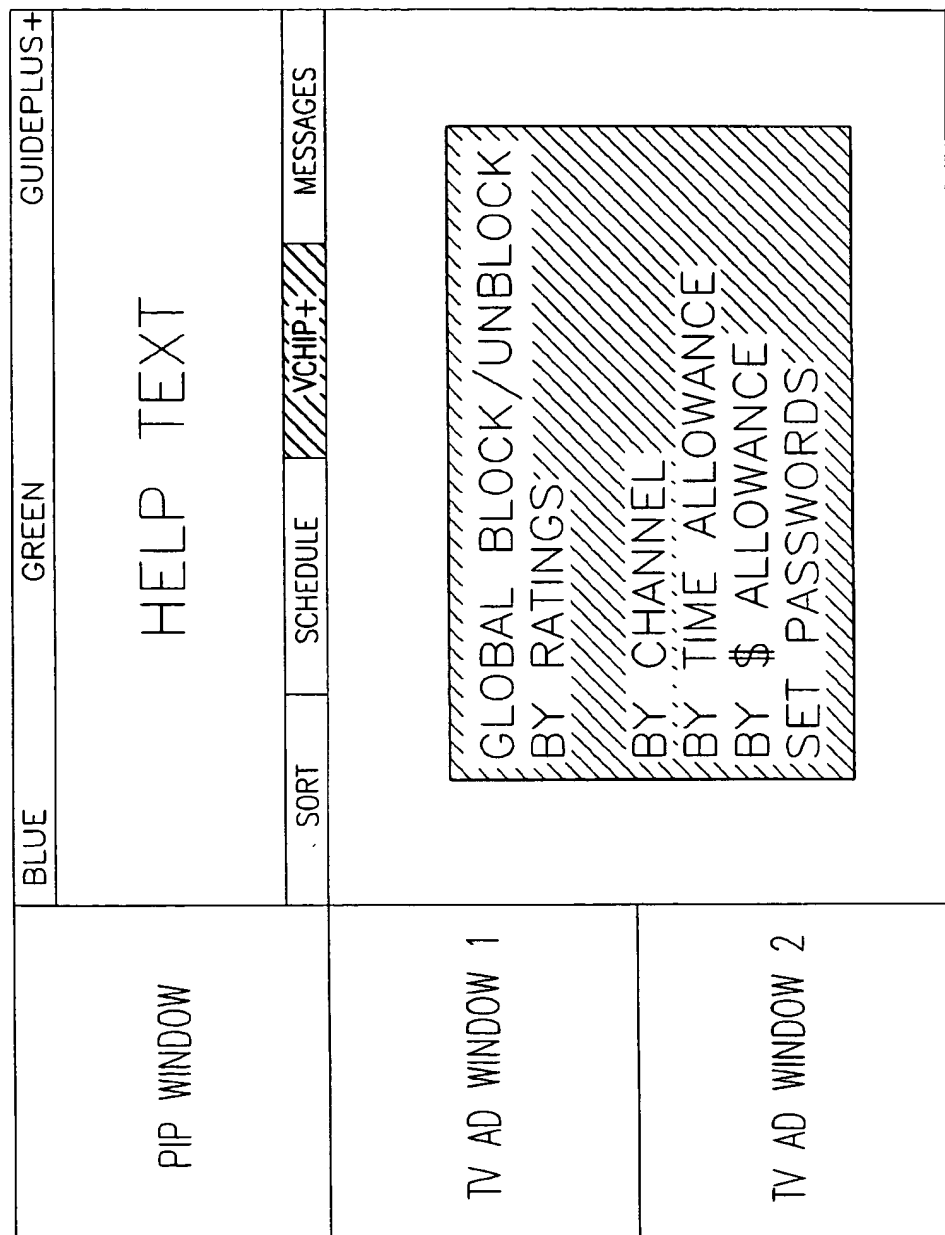 BLUE GREEN GUIDEPLUS+
PIP WINDOW
HELP TEXT
SORT SCHEDULE VCHIP+ MESSAGES
TV AD WINDOW 1
TV AD WINDOW 2
GLOBAL BLOCK/UNBLOCK
BY RATINGS
BY CHANNEL
BY TIME ALLOWANCE
BY $ ALLOWANCE
SET PASSWORDS